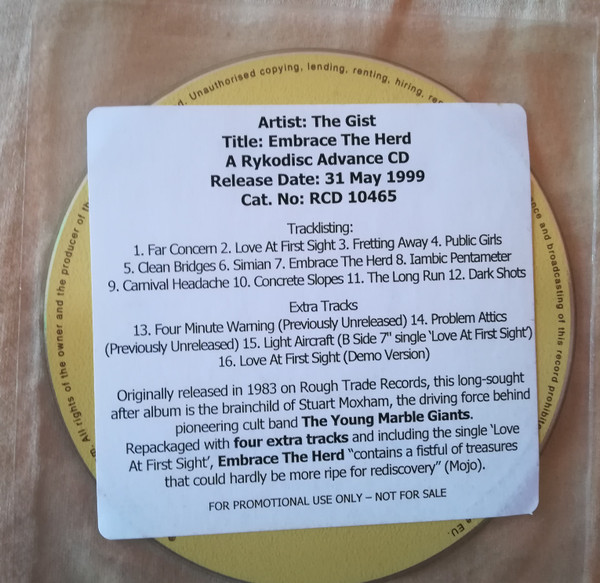 d. Unauthorised copying, lending, renting, hiring,
Artist: The Gist
Title: Embrace The Herd
A Rykodisc Advance CD
Release Date: 31 May 1999
Cat. No: RCD 10465
Tracklisting:
1. Far Concern 2. Love At First Sight 3. Fretting Away 4. Public Girls
5. Clean Bridges 6. Simian 7. Embrace The Herd 8. Iambic Pentameter
9. Carnival Headache 10. Concrete Slopes 11. The Long Run 12. Dark Shots
Extra Tracks
13. Four Minute Warning (Previously Unreleased) 14. Problem Attics
(Previously Unreleased) 15. Light Aircraft (B Side 7" single ‘Love At First Sight’)
16. Love At First Sight (Demo Version)
Originally released in 1983 on Rough Trade Records, this long-sought
after album is the brainchild of Stuart Moxham, the driving force behind
pioneering cult band The Young Marble Giants.
Repackaged with four extra tracks and including the single ‘Love
At First Sight’, Embrace The Herd “contains a fistful of treasures
that could hardly be more ripe for rediscovery” (Mojo).
FOR PROMOTIONAL USE ONLY – NOT FOR SALE
All rights of the owner and the producer of
and broadcasting of this record
EU.